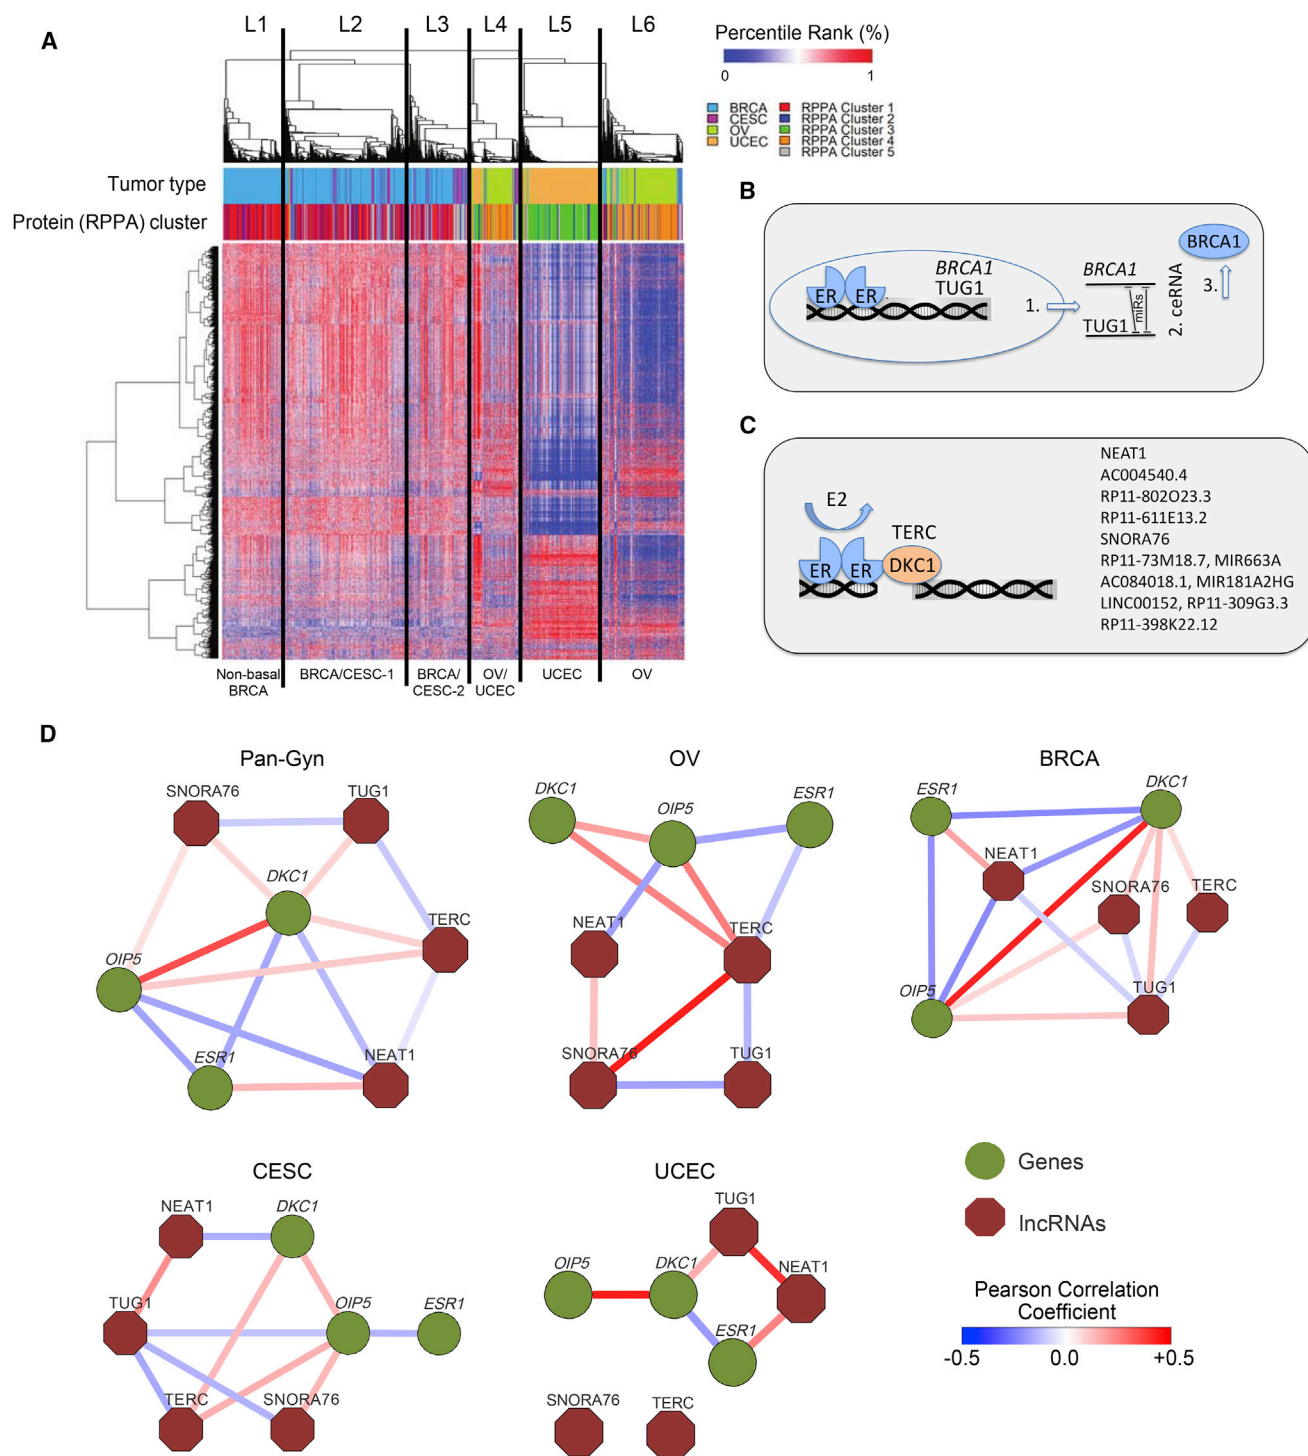 A
L1 L2 L3 L4 L5 L6
Percentile Rank (%)
0 1
BRCA
CESC
OV
UCEC
RPPA Cluster 1
RPPA Cluster 2
RPPA Cluster 3
RPPA Cluster 4
RPPA Cluster 5
Tumor type
Protein (RPPA) cluster
Non-basal
BRCA
BRCA/CESC-1
BRCA/
CESC-2
OV/
UCEC
UCEC
OV
B
ER ER
BRCA1
TUG1
1.
BRCA1
TUG1
miRs
2. ceRNA
3.
BRCA1
C
E2
ER ER
TERC
DKC1
NEAT1
AC004540.4
RP11-802O23.3
RP11-611E13.2
SNORA76
RP11-73M18.7, MIR663A
AC084018.1, MIR181A2HG
LINC00152, RP11-309G3.3
RP11-398K22.12
D
Pan-Gyn
SNORA76
TUG1
DKC1
TERC
OIP5
ESR1
NEAT1
OV
DKC1
OIP5
ESR1
NEAT1
TERC
SNORA76
TUG1
BRCA
ESR1
DKC1
NEAT1
SNORA76
TERC
OIP5
TUG1
CESC
NEAT1
DKC1
TUG1
OIP5
ESR1
TERC
SNORA76
UCEC
TUG1
OIP5
DKC1
NEAT1
ESR1
SNORA76
TERC
Genes
lncRNAs
Pearson Correlation
Coefficient
-0.5 0.0 +0.5